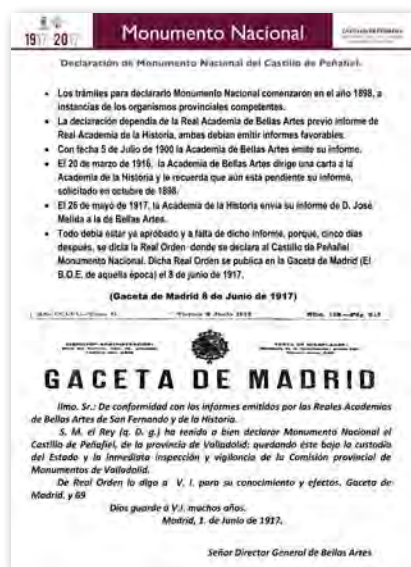 1917 2017
Monumento Nacional
Declaración de Monumento Nacional del Castillo de Peñafiel.
• Los trámites para declararlo Monumento Nacional comenzaron en el año 1898, a
instancias de los organismos provinciales competentes.
• La declaración dependía de la Real Academia de Bellas Artes previo informe de
Real Academia de la Historia, ambas debían emitir informes favorables.
• Con fecha 5 de Julio de 1900 la Academia de Bellas Artes emite su informe.
• El 20 de marzo de 1916, la Academia de Bellas Artes dirige una carta a la
Academia de la Historia y le recuerda que aún está pendiente su informe,
solicitado en octubre de 1898.
• El 26 de mayo de 1917, la Academia de Historia envía su informe de D. José
Melida a la de Bellas Artes.
• Todo debía estar ya aprobado y a falta de dicho informe, porque, cinco días
después, se dicta la Real Orden donde se declara al Castillo de Peñafiel
Monumento Nacional. Dicha Real Orden se publica en la Gaceta de Madrid (El
B.O.E. de aquella época) el 8 de junio de 1917.
(Gaceta de Madrid 8 de Junio de 1917)
GACETA DE MADRID
Ilmo. Sr.: De conformidad con los informes emitidos por las Reales Academias
de Bellas Artes de San Fernando y de la Historia.
S. M. el Rey (q. D. g.) ha tenido a bien declarar Monumento Nacional el
Castillo de Peñafiel, de la provincia de Valladolid; quedando éste bajo la custodia
del Estado y la inmediata inspección y vigilancia de la Comisión provincial de
Monumentos de Valladolid.
De Real Orden lo digo a V. I. para su conocimiento y efectos. Gaceta de
Madrid. y 69
Dios guarde a V.I. muchos años.
Madrid, 1. de Junio de 1917.
Señor Director General de Bellas Artes